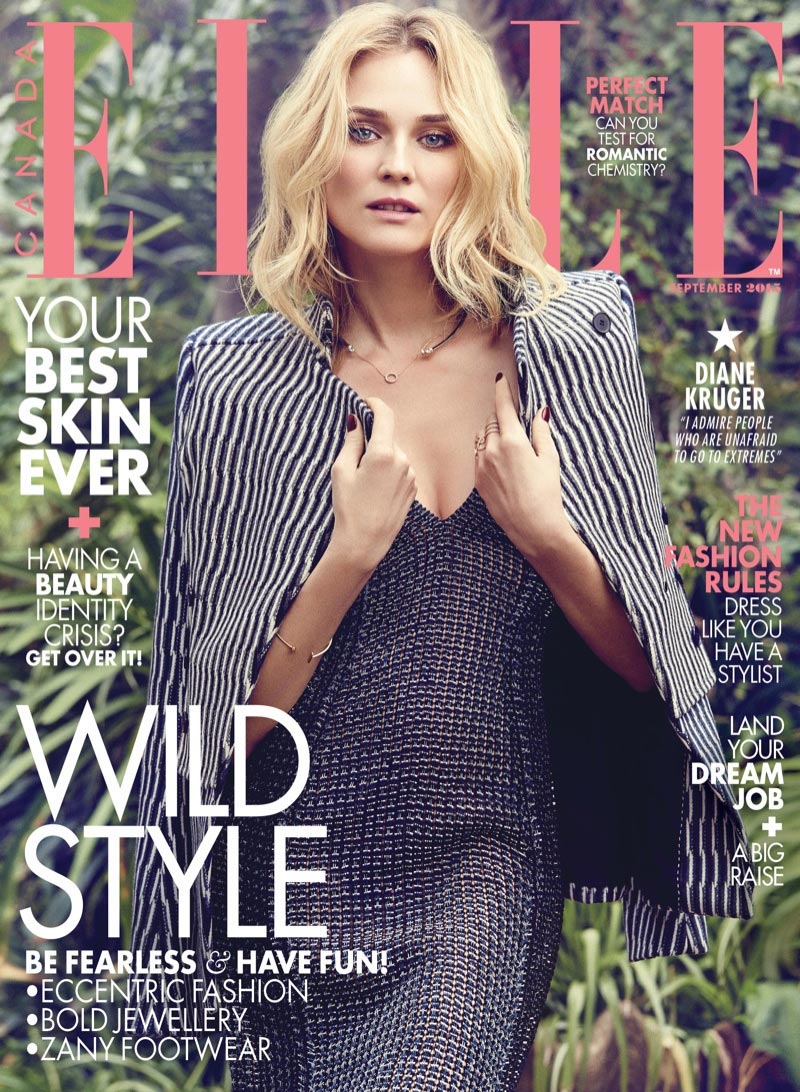 CANADA
ELLE
TM
PERFECT
MATCH
CAN YOU
TEST FOR
ROMANTIC
CHEMISTRY?
SEPTEMBER 2015
YOUR
BEST
SKIN
EVER
+
HAVING A
BEAUTY
IDENTITY
CRISIS?
GET OVER IT!
DIANE
KRUGER
"I ADMIRE PEOPLE
WHO ARE UNAFRAID
TO GO TO EXTREMES"
THE
NEW
FASHION
RULES
DRESS
LIKE YOU
HAVE A
STYLIST
LAND
YOUR
DREAM
JOB
+
A BIG
RAISE
WILD
STYLE
BE FEARLESS & HAVE FUN!
•ECCENTRIC FASHION
•BOLD JEWELLERY
•ZANY FOOTWEAR